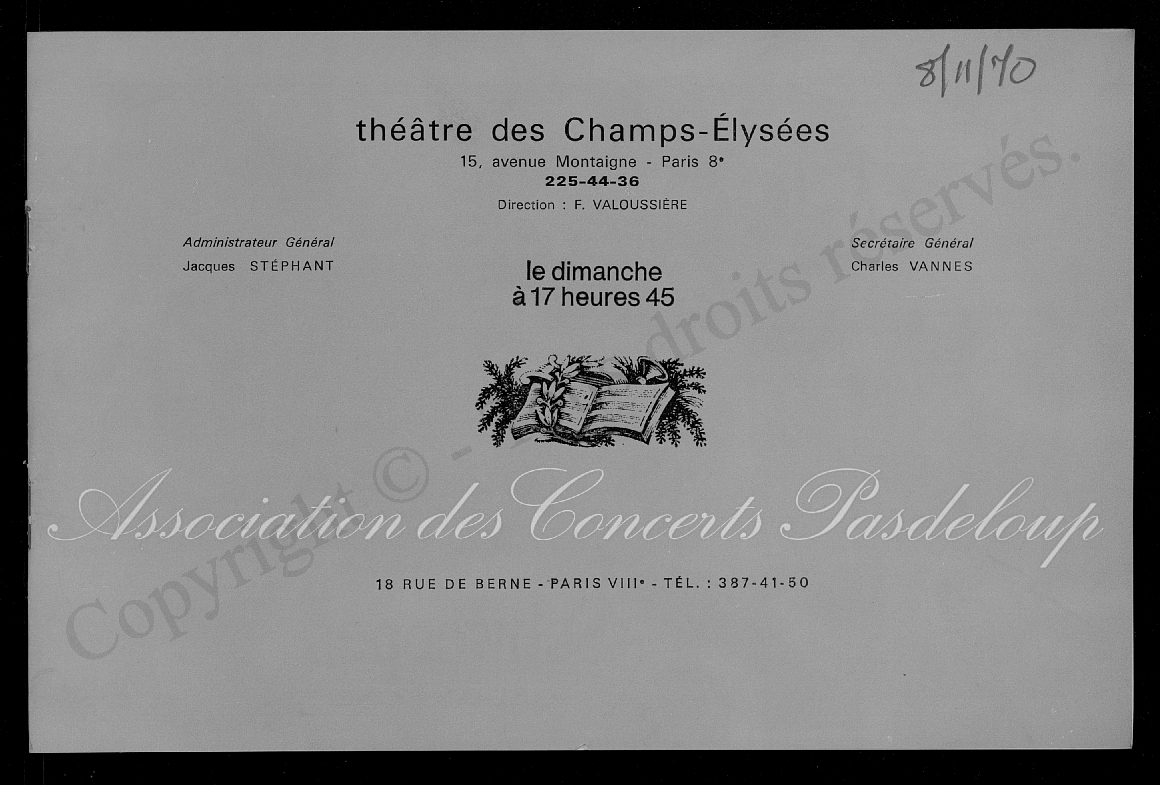 8/11/70
théâtre des Champs-Élysées
15, avenue Montaigne - Paris 8e
225-44-36
Direction : F. VALOUSSIÈRE
Administrateur Général
Jacques STÉPHANT
Secrétaire Général
Charles VANNES
le dimanche
à 17 heures 45
Association des Concerts Pasdeloup
18 RUE DE BERNE - PARIS VIIIe - TÉL. : 387-41-50
Copyright © - droits réservés.